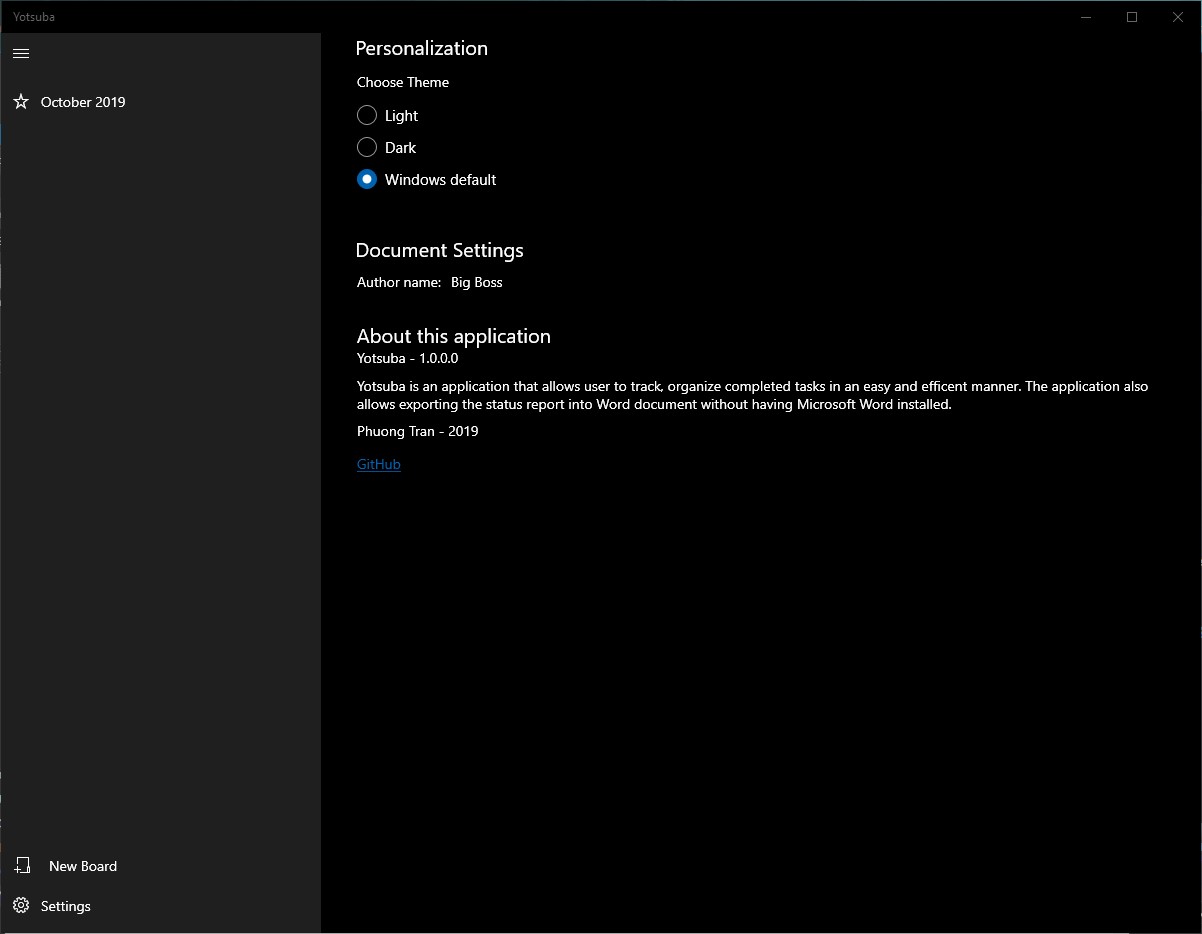 Yotsuba
October 2019
New Board
Settings
Personalization
Choose Theme
Light
Dark
Windows default
Document Settings
Author name: Big Boss
About this application
Yotsuba - 1.0.0.0
Yotsuba is an application that allows user to track, organize completed tasks in an easy and efficent manner. The application also
allows exporting the status report into Word document without having Microsoft Word installed.
Phuong Tran - 2019
GitHub